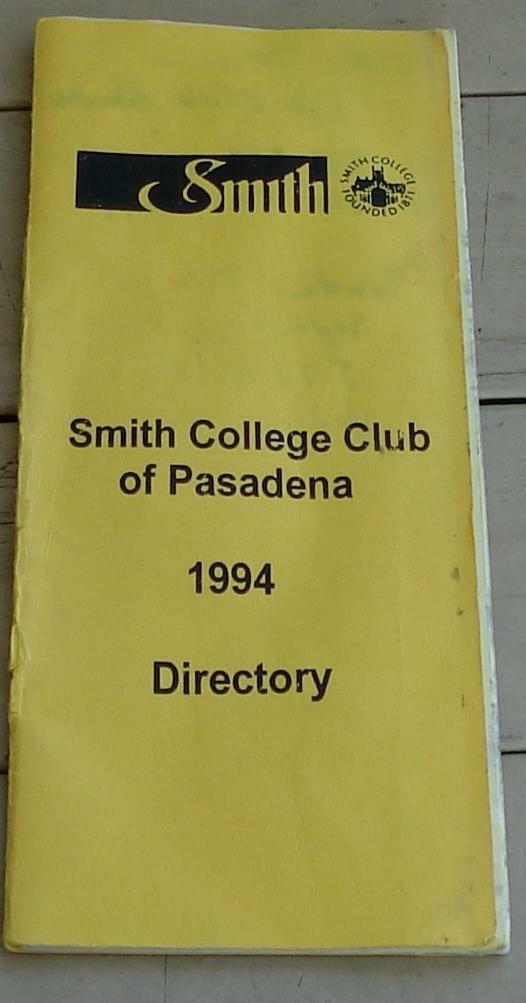 Smith
SMITH COLLEGE
FOUNDED 1871
Smith College Club
of Pasadena
1994
Directory